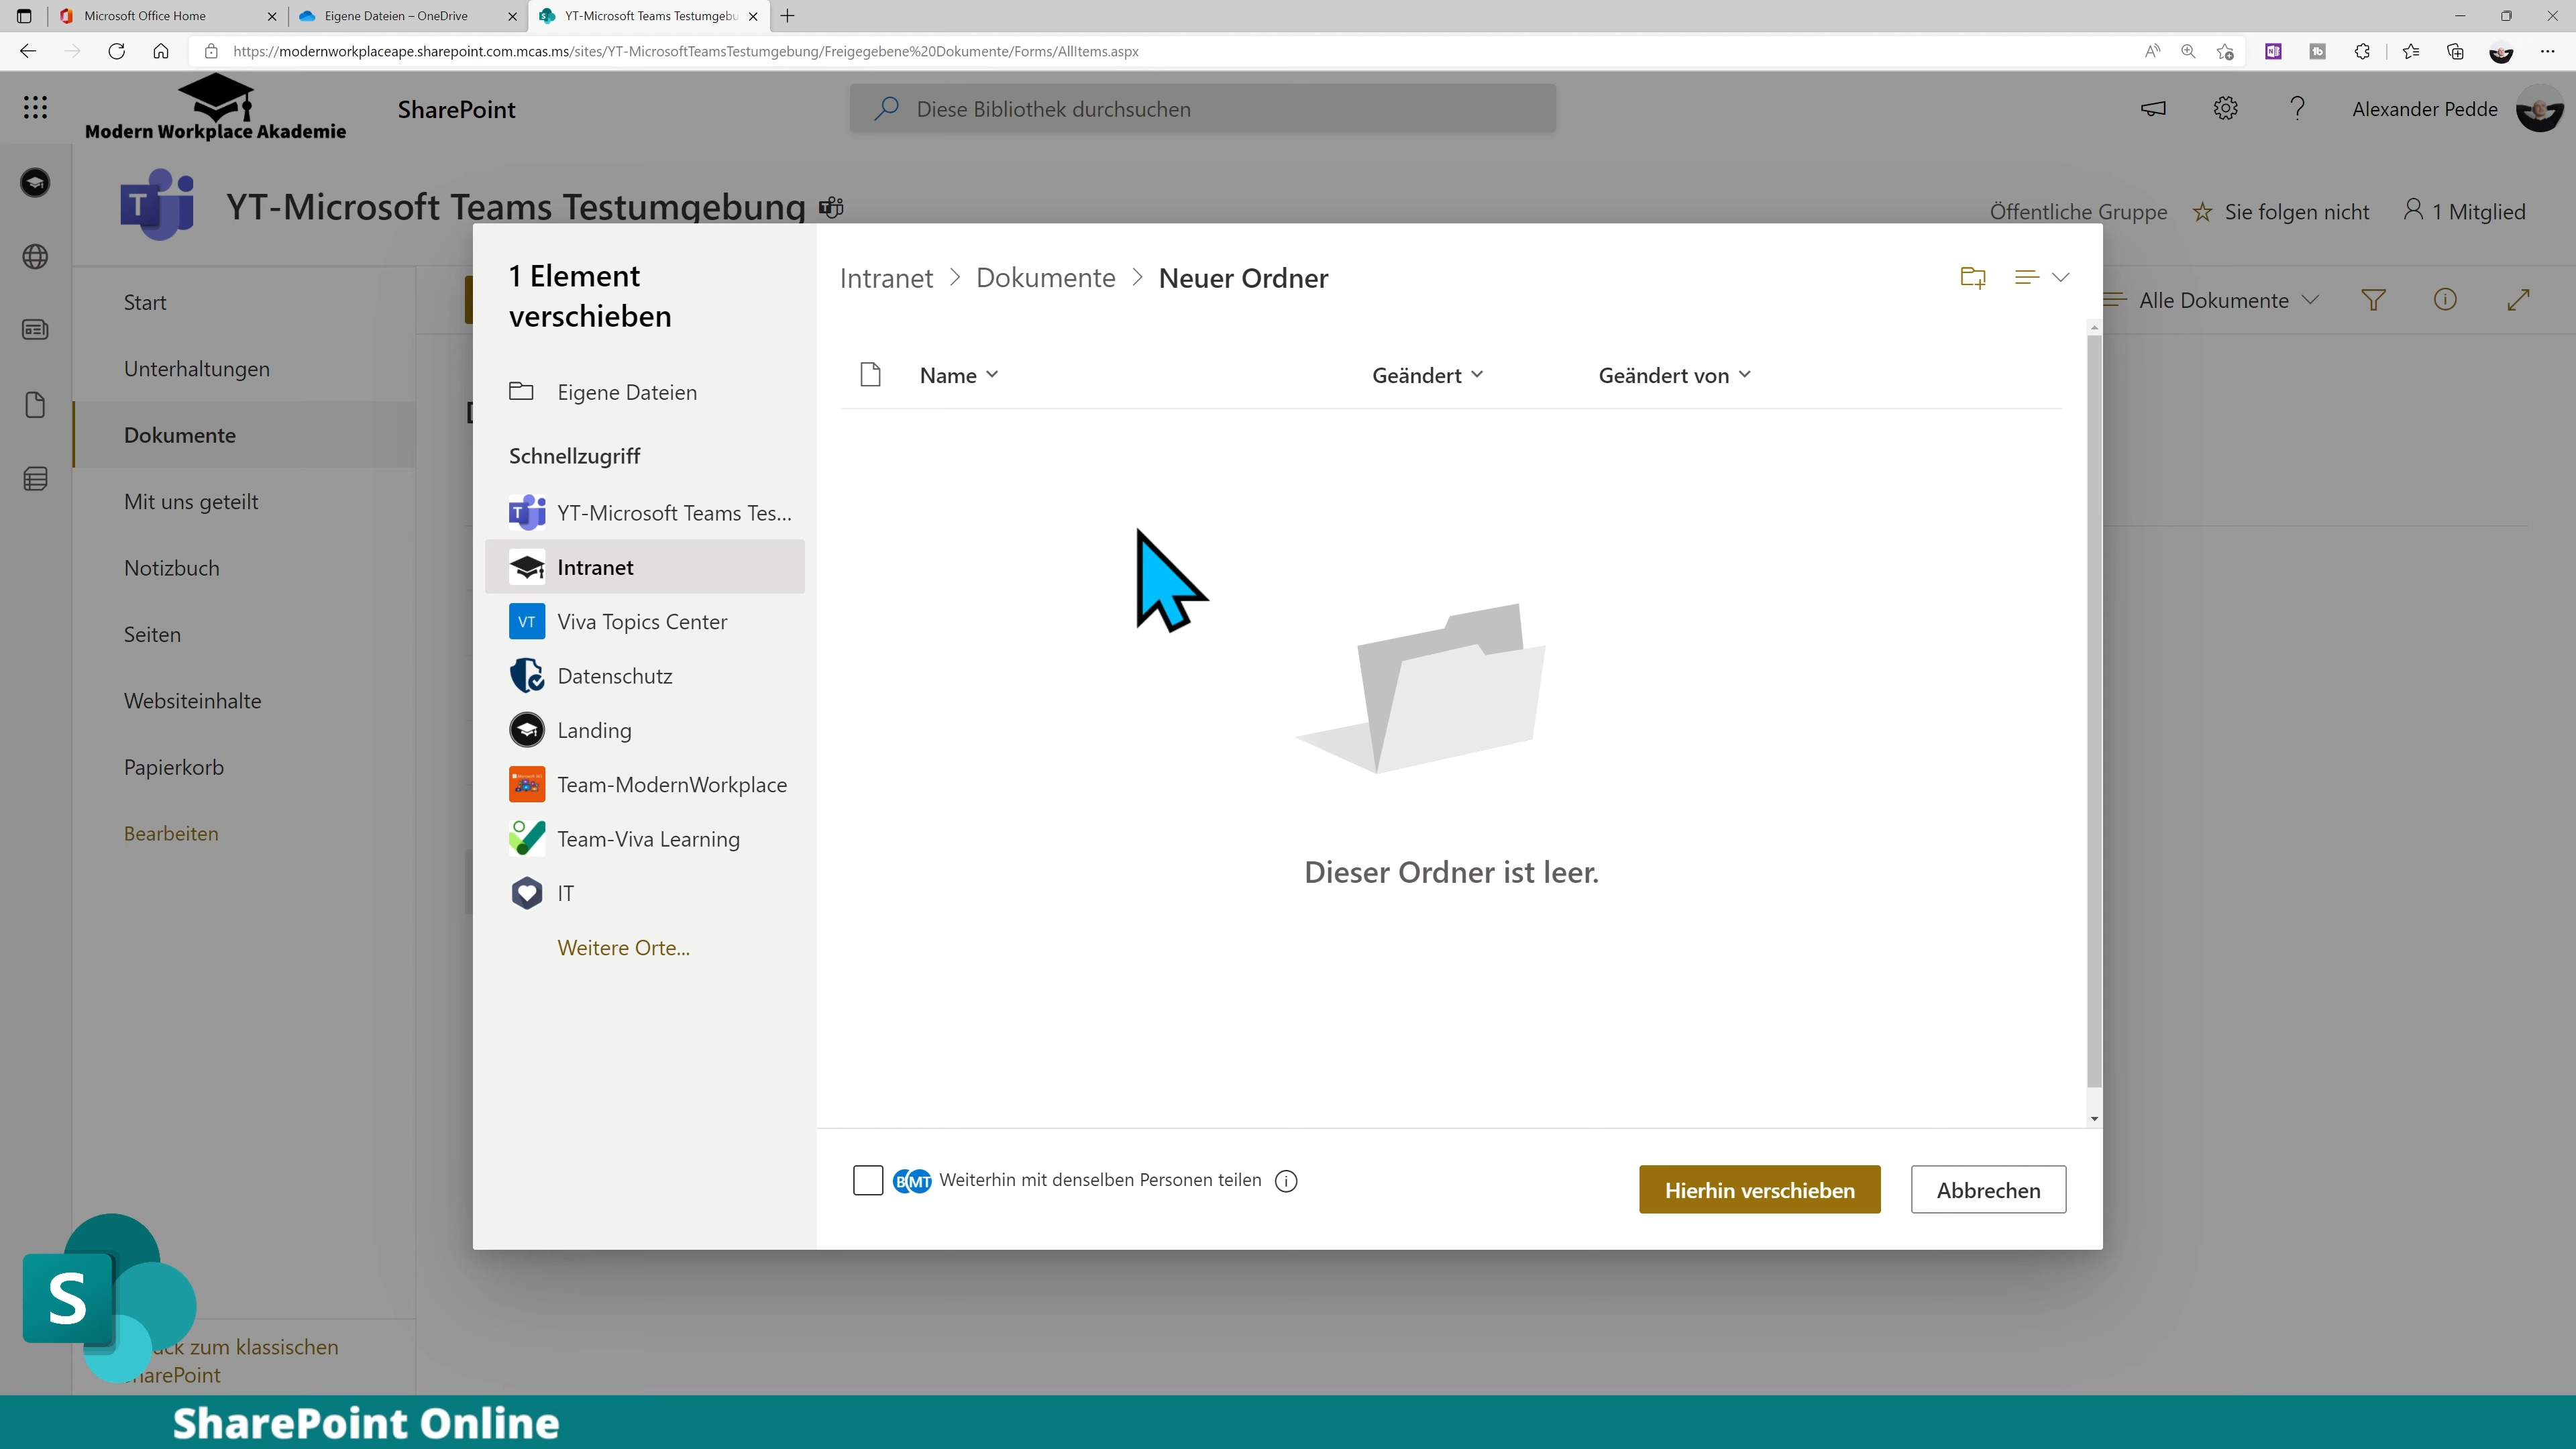 Microsoft Office Home
Eigene Dateien – OneDrive
YT-Microsoft Teams Testumgebu
https://modernworkplaceape.sharepoint.com.mcas.ms/sites/YT-MicrosoftTeamsTestumgebung/Freigegebene%20Dokumente/Forms/AllItems.aspx
Modern Workplace Akademie
SharePoint
Diese Bibliothek durchsuchen
Alexander Pedde
YT-Microsoft Teams Testumgebung
Öffentliche Gruppe
Sie folgen nicht
1 Mitglied
Start
Unterhaltungen
Dokumente
Mit uns geteilt
Notizbuch
Seiten
Websiteinhalte
Papierkorb
Bearbeiten
ck zum klassischen
harePoint
Alle Dokumente
1 Element
verschieben
Eigene Dateien
Schnellzugriff
T YT-Microsoft Teams Tes...
Intranet
VT Viva Topics Center
Datenschutz
Landing
Team-ModernWorkplace
Team-Viva Learning
IT
Weitere Orte...
Intranet > Dokumente > Neuer Ordner
Name
Geändert
Geändert von
Dieser Ordner ist leer.
Weiterhin mit denselben Personen teilen
Hierhin verschieben
Abbrechen
S
SharePoint Online